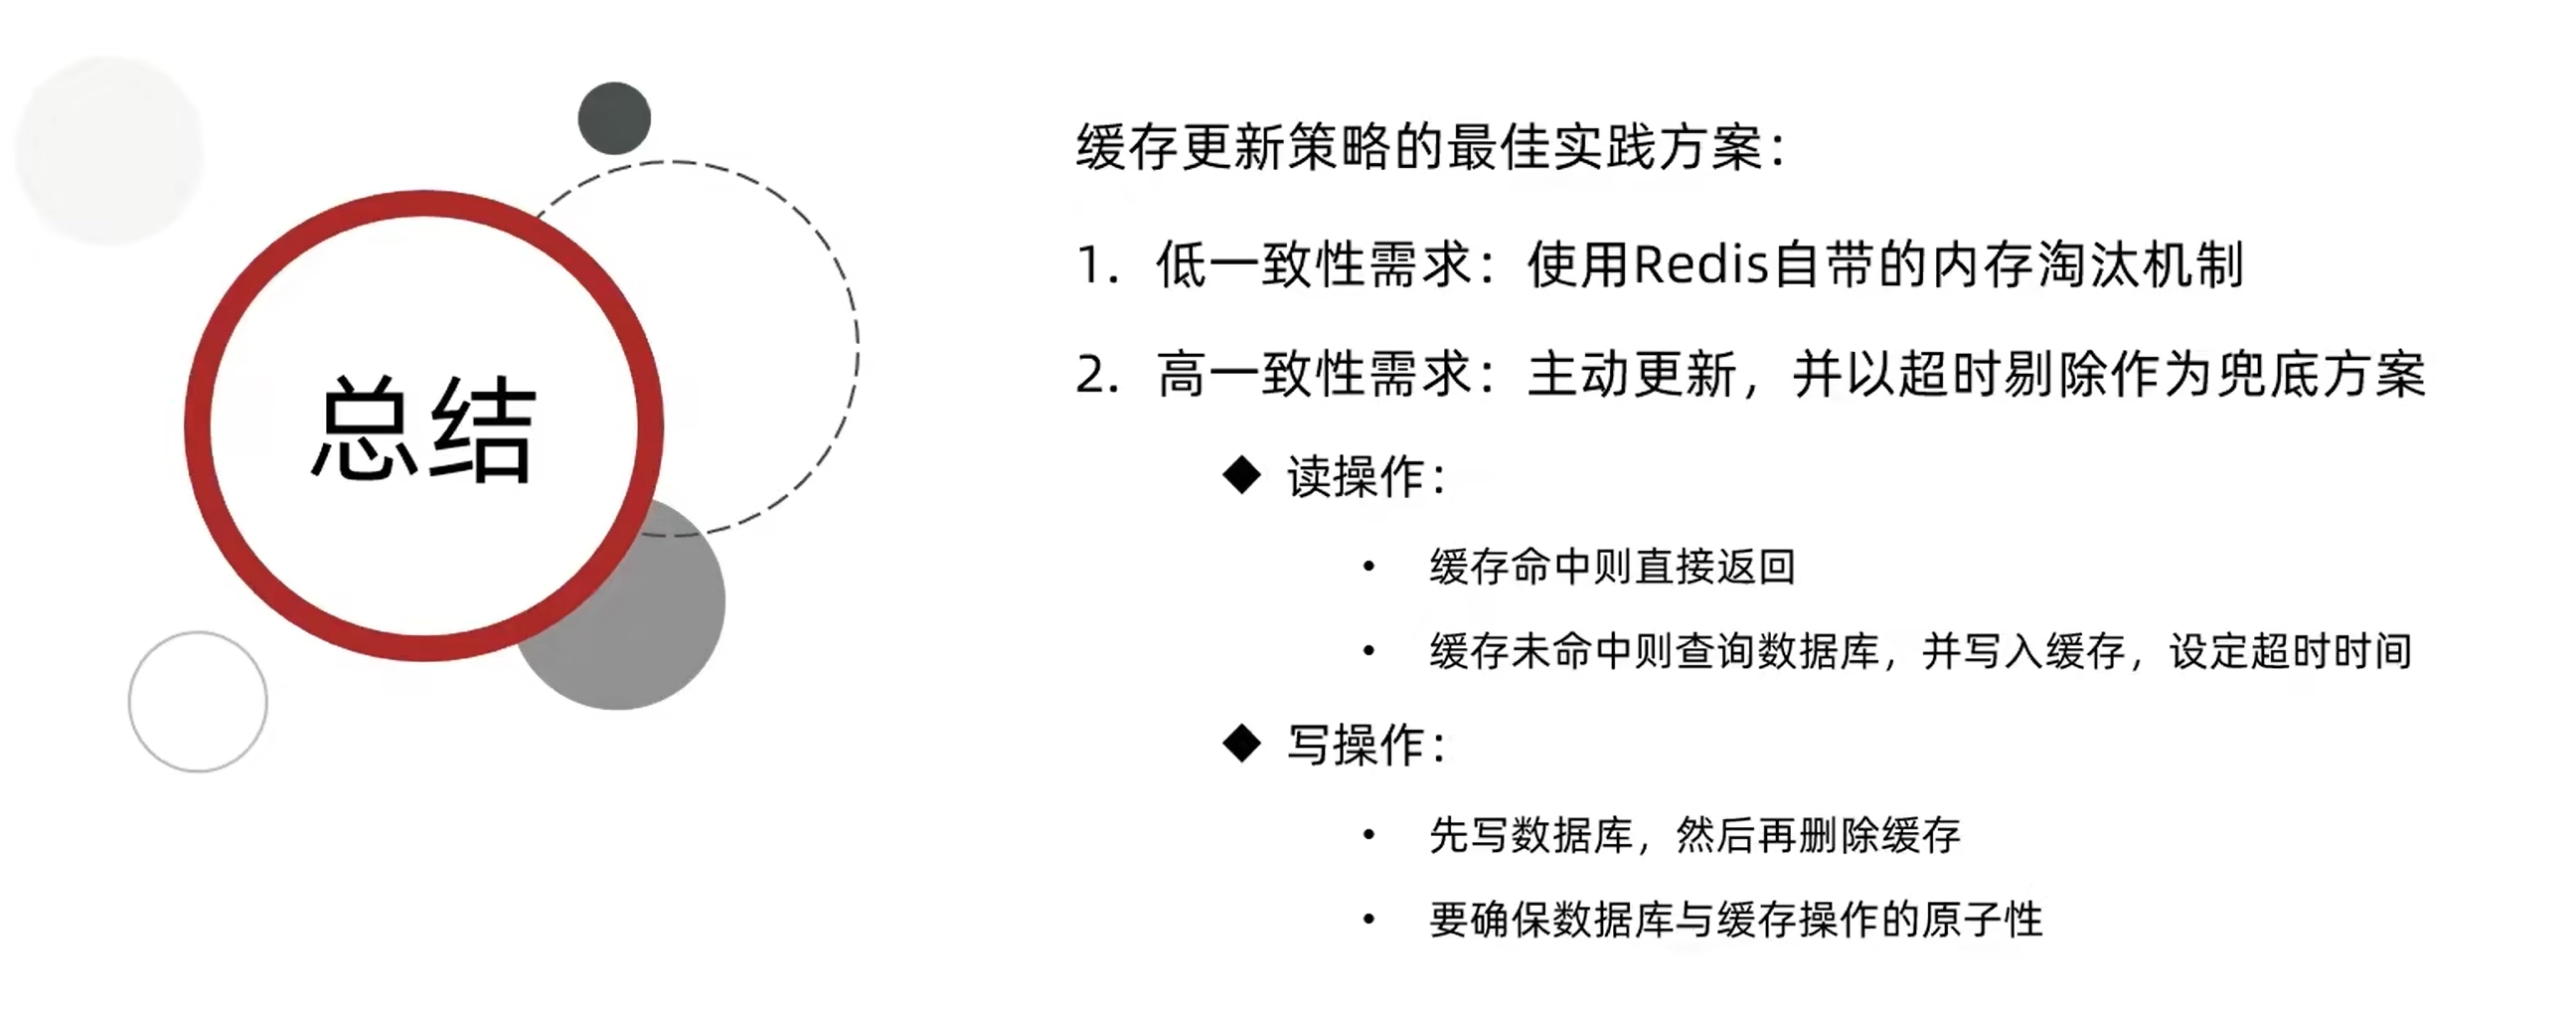 总结
缓存更新策略的最佳实践方案：
1. 低一致性需求：使用Redis自带的内存淘汰机制
2. 高一致性需求：主动更新，并以超时剔除作为兜底方案
◆ 读操作：
• 缓存命中则直接返回
• 缓存未命中则查询数据库，并写入缓存，设定超时时间
◆ 写操作：
• 先写数据库，然后再删除缓存
• 要确保数据库与缓存操作的原子性